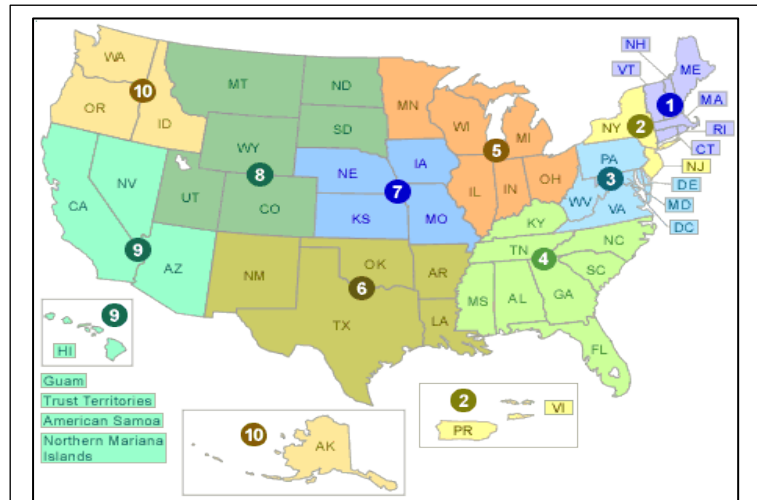 NH
VT
ME
WA
MT
ND
MN
10
1
MA
OR
ID
SD
WI
MI
NY
2
RI
CT
WY
5
PA
NJ
NV
8
NE
IA
3
DE
7
IL
IN
OH
WV
MD
CA
UT
CO
KS
MO
VA
DC
KY
9
AZ
NM
OK
AR
TN
4
NC
6
SC
MS
AL
GA
9
TX
LA
HI
FL
Guam
Trust Territories
American Samoa
Northern Mariana
Islands
2
VI
PR
10
AK